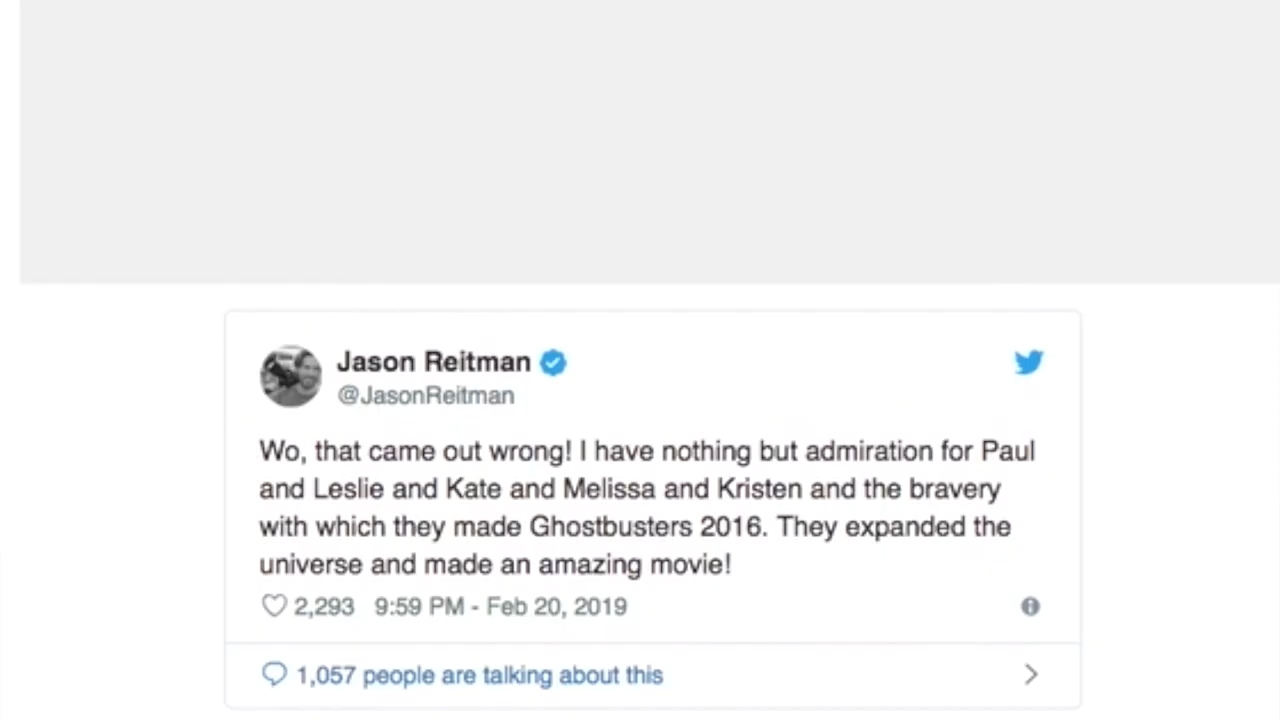 Jason Reitman
@JasonReitman
Wo, that came out wrong! I have nothing but admiration for Paul
and Leslie and Kate and Melissa and Kristen and the bravery
with which they made Ghostbusters 2016. They expanded the
universe and made an amazing movie!
2,293 9:59 PM - Feb 20, 2019
1,057 people are talking about this